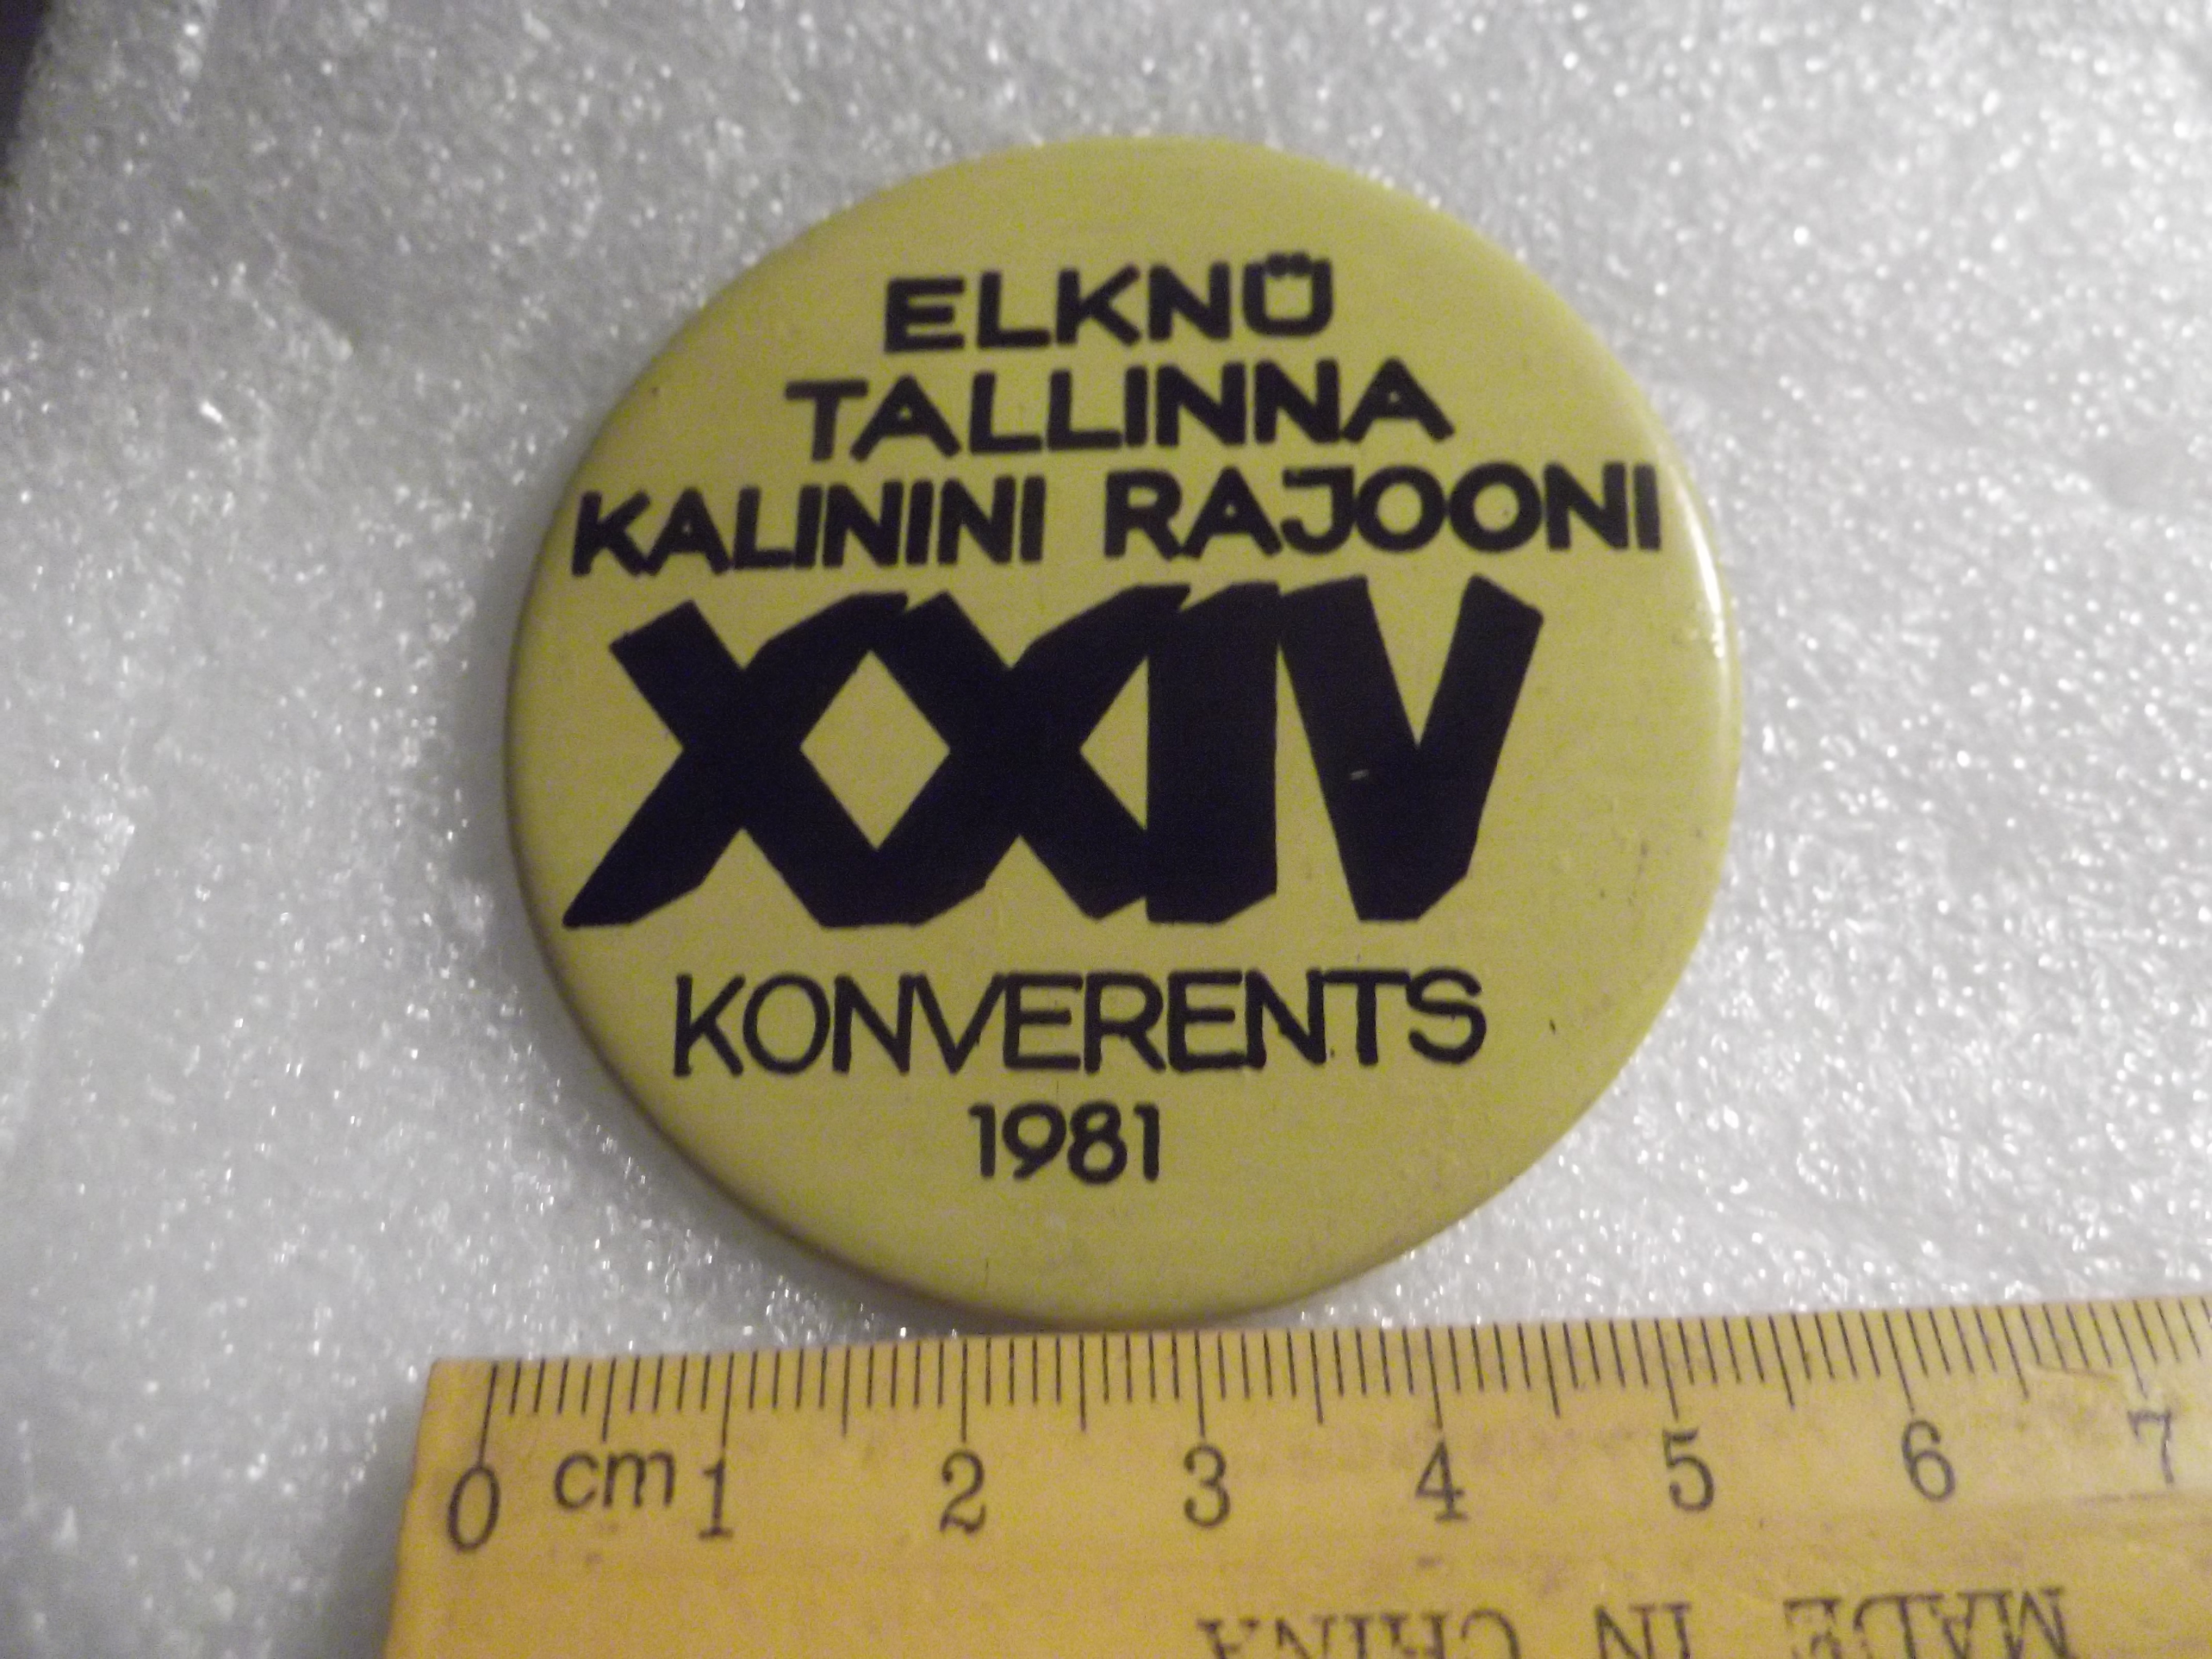 ELKNÜ
TALLINNA
KALININI RAJOONI
XXIV
KONVERENTS
1981
0 cm 1 2 3 4 5 6 7
MADE IN CHINA